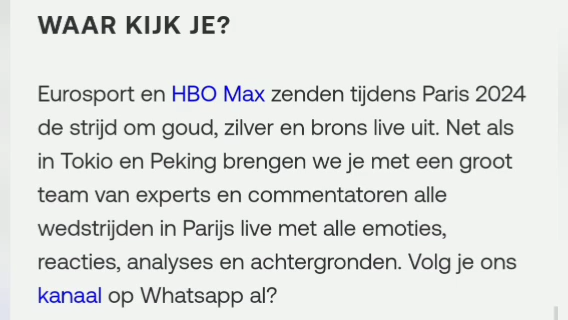 WAAR KIJK JE?
Eurosport en HBO Max zenden tijdens Paris 2024
de strijd om goud, zilver en brons live uit. Net als
in Tokio en Peking brengen we je met een groot
team van experts en commentatoren alle
wedstrijden in Parijs live met alle emoties,
reacties, analyses en achtergronden. Volg je ons
kanaal op Whatsapp al?